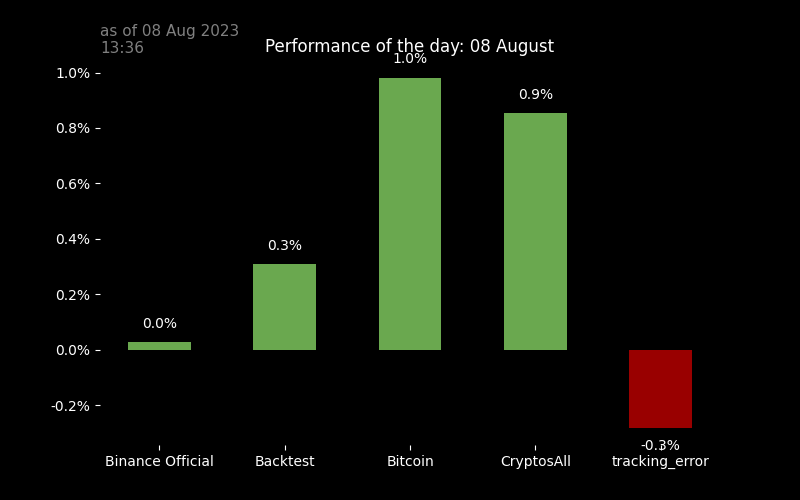 as of 08 Aug 2023
13:36
Performance of the day: 08 August
1.0%
1.0%
0.9%
0.8%
0.6%
0.4%
0.3%
0.2%
0.0%
0.0%
-0.2%
-0.3%
Binance Official
Backtest
Bitcoin
CryptosAll
tracking_error